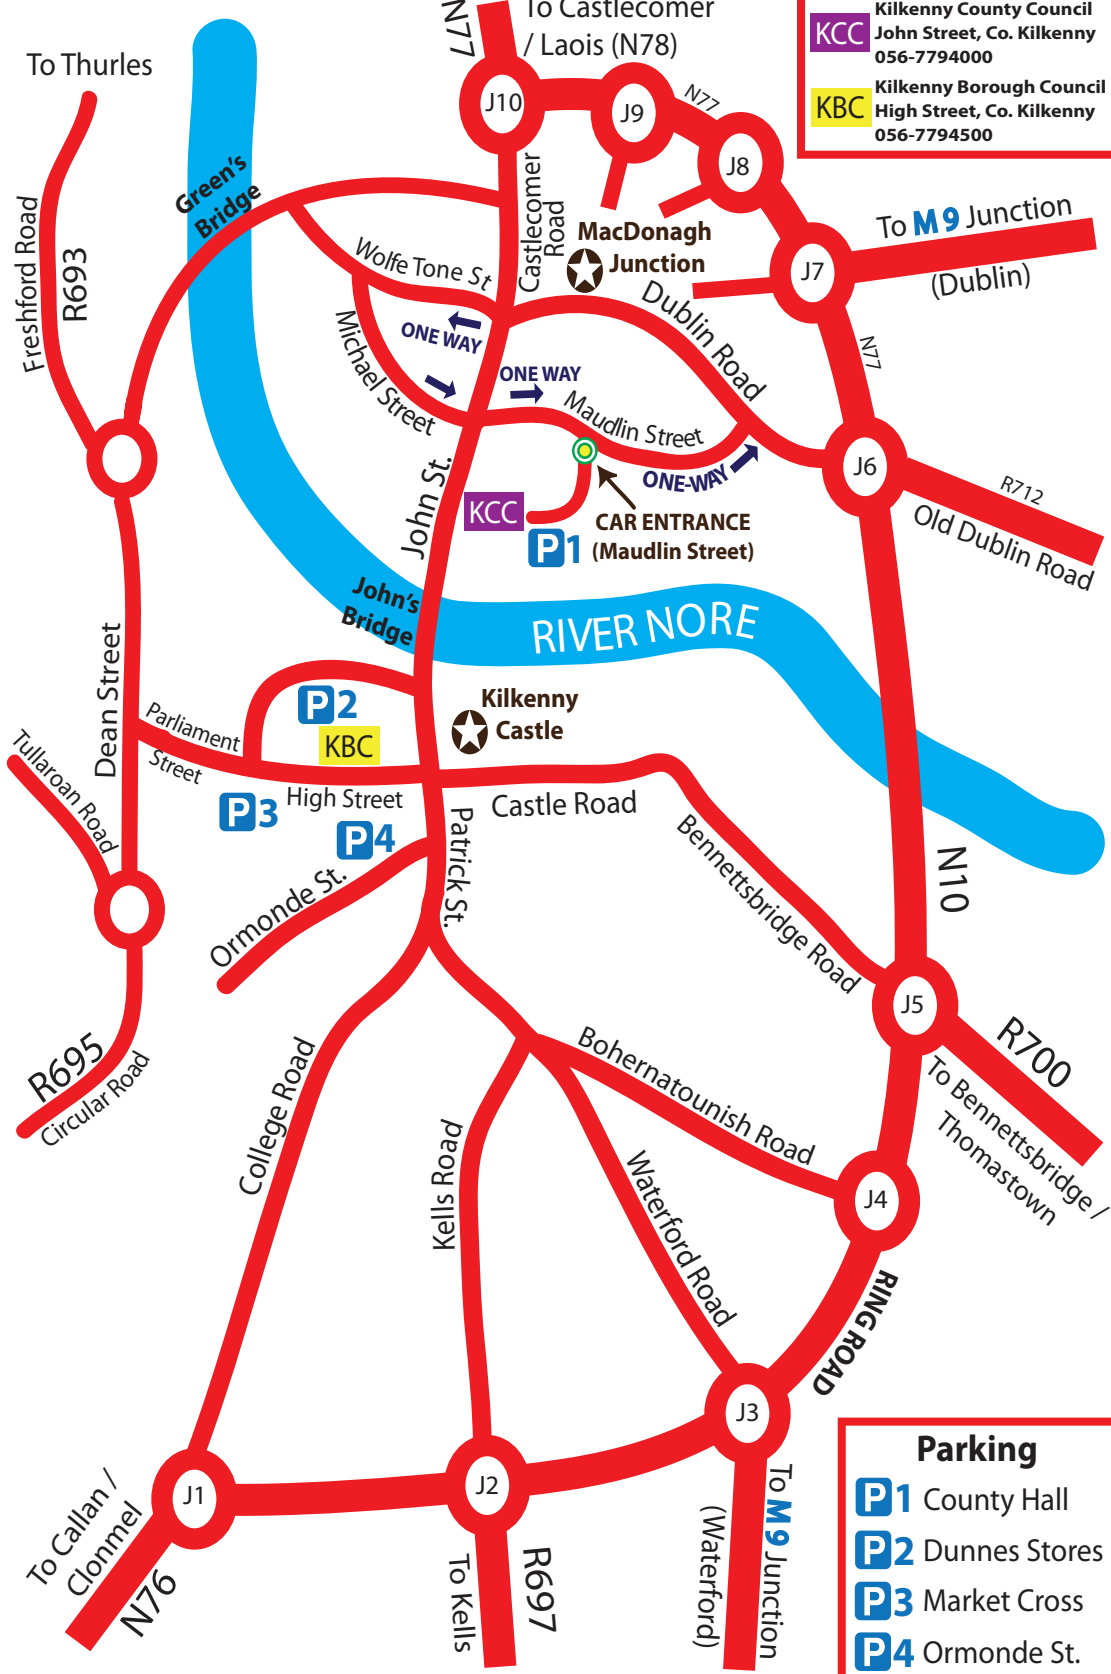 N77
To Castlecomer
/ Laois (N78)
KCC
Kilkenny County Council
John Street, Co. Kilkenny
056-7794000
KBC
Kilkenny Borough Council
High Street, Co. Kilkenny
056-7794500
To Thurles
J10
J9
N77
J8
Green's
Bridge
Freshford Road
R693
Castlecomer
Road
MacDonagh
Junction
To M9 Junction
(Dublin)
J7
Wolfe Tone St
Dublin Road
ONE WAY
N77
Michael Street
ONE WAY
Maudlin Street
J6
ONE-WAY
R712
Old Dublin Road
John St.
KCC
CAR ENTRANCE
(Maudlin Street)
P1
John's
Bridge
RIVER NORE
Dean Street
P2
Kilkenny
Castle
Parliament
Street
KBC
Tullaroan Road
P3
High Street
Castle Road
P4
Patrick St.
Bennettsbridge Road
N10
Ormonde St.
J5
R700
To Bennettsbridge /
Thomastown
R695
Circular Road
College Road
Bohernatounish Road
Kells Road
Waterford Road
J4
RING ROAD
J3
J1
J2
To Callan /
Clonmel
N76
To Kells
R697
To M9 Junction
(Waterford)
Parking
P1 County Hall
P2 Dunnes Stores
P3 Market Cross
P4 Ormonde St.